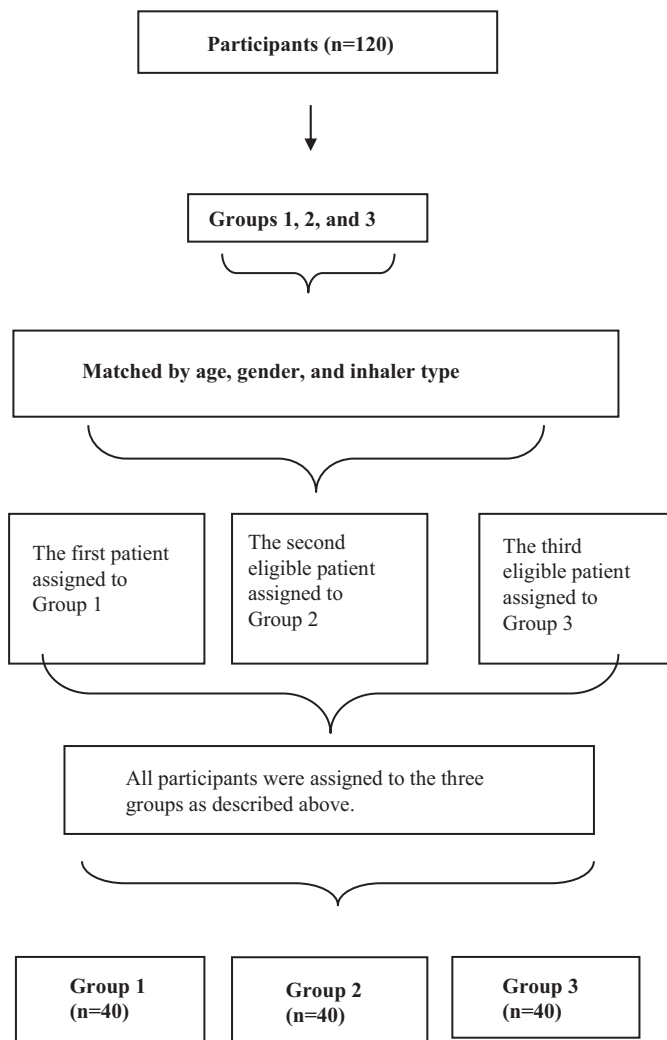 Participants (n=120)
Groups 1, 2, and 3
Matched by age, gender, and inhaler type
The first patient
assigned to
Group 1
The second
eligible patient
assigned to
Group 2
The third
eligible patient
assigned to
Group 3
All participants were assigned to the three
groups as described above.
Group 1
(n=40)
Group 2
(n=40)
Group 3
(n=40)